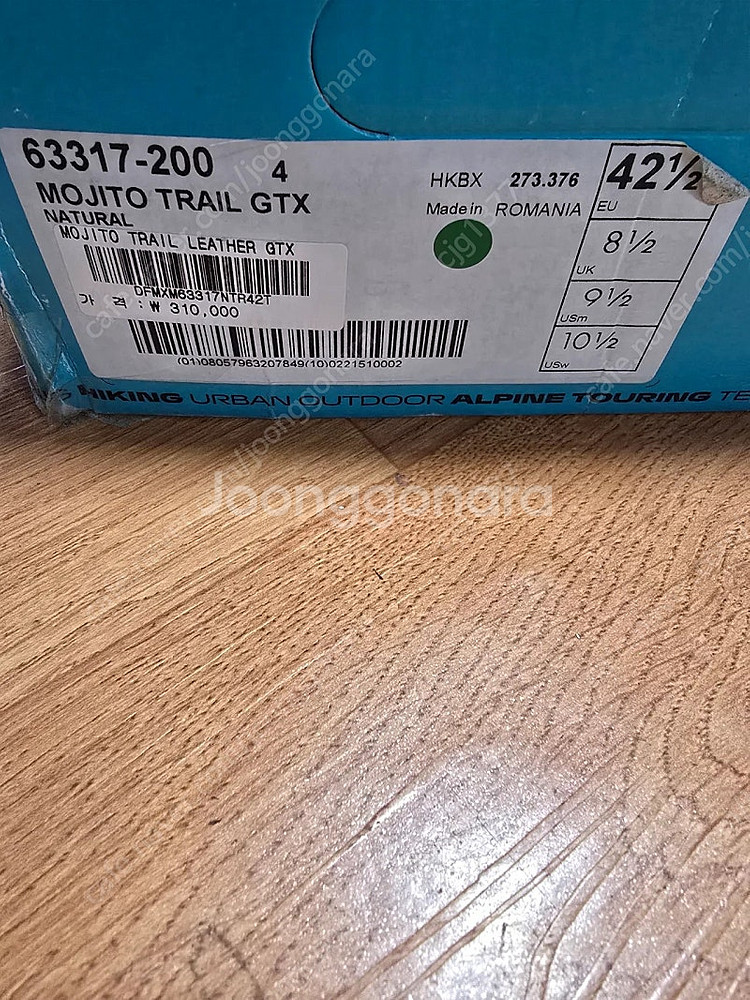 63317-200 4
MOJITO TRAIL GTX
NATURAL
MOJITO TRAIL LEATHER GTX
DFMXM63317NTR42T
가 격 : ₩ 310,000
(01)08057963207849(10)0221510002
HKBX 273.376
Made in ROMANIA
42½
EU
8½
UK
9½
USm
10½
USw
HIKING URBAN OUTDOOR ALPINE TOURING TE
Joonggonara